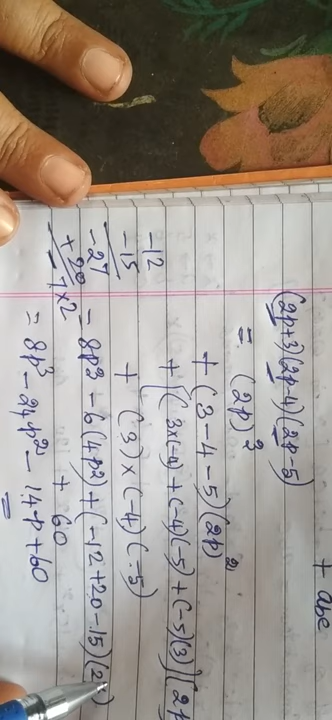 + abc
(2p+3)(2p-4)(2p-5)
= (2p)²
+ (3-4-5)(2p)²
+ {(3×(-4)+(-4)(-5)+(-5)(3)}(2p
+ (3)×(-4)(-5)
= 8p³ - 6(4p²) + (-12+20-15)(2
+ 60
= 8p³ - 24p² - 14p + 60
=
-12
-15
-27
+20
-7×2